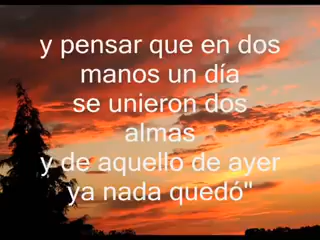 y pensar que en dos
manos un día
se unieron dos
almas
y de aquello de ayer
ya nada quedó"